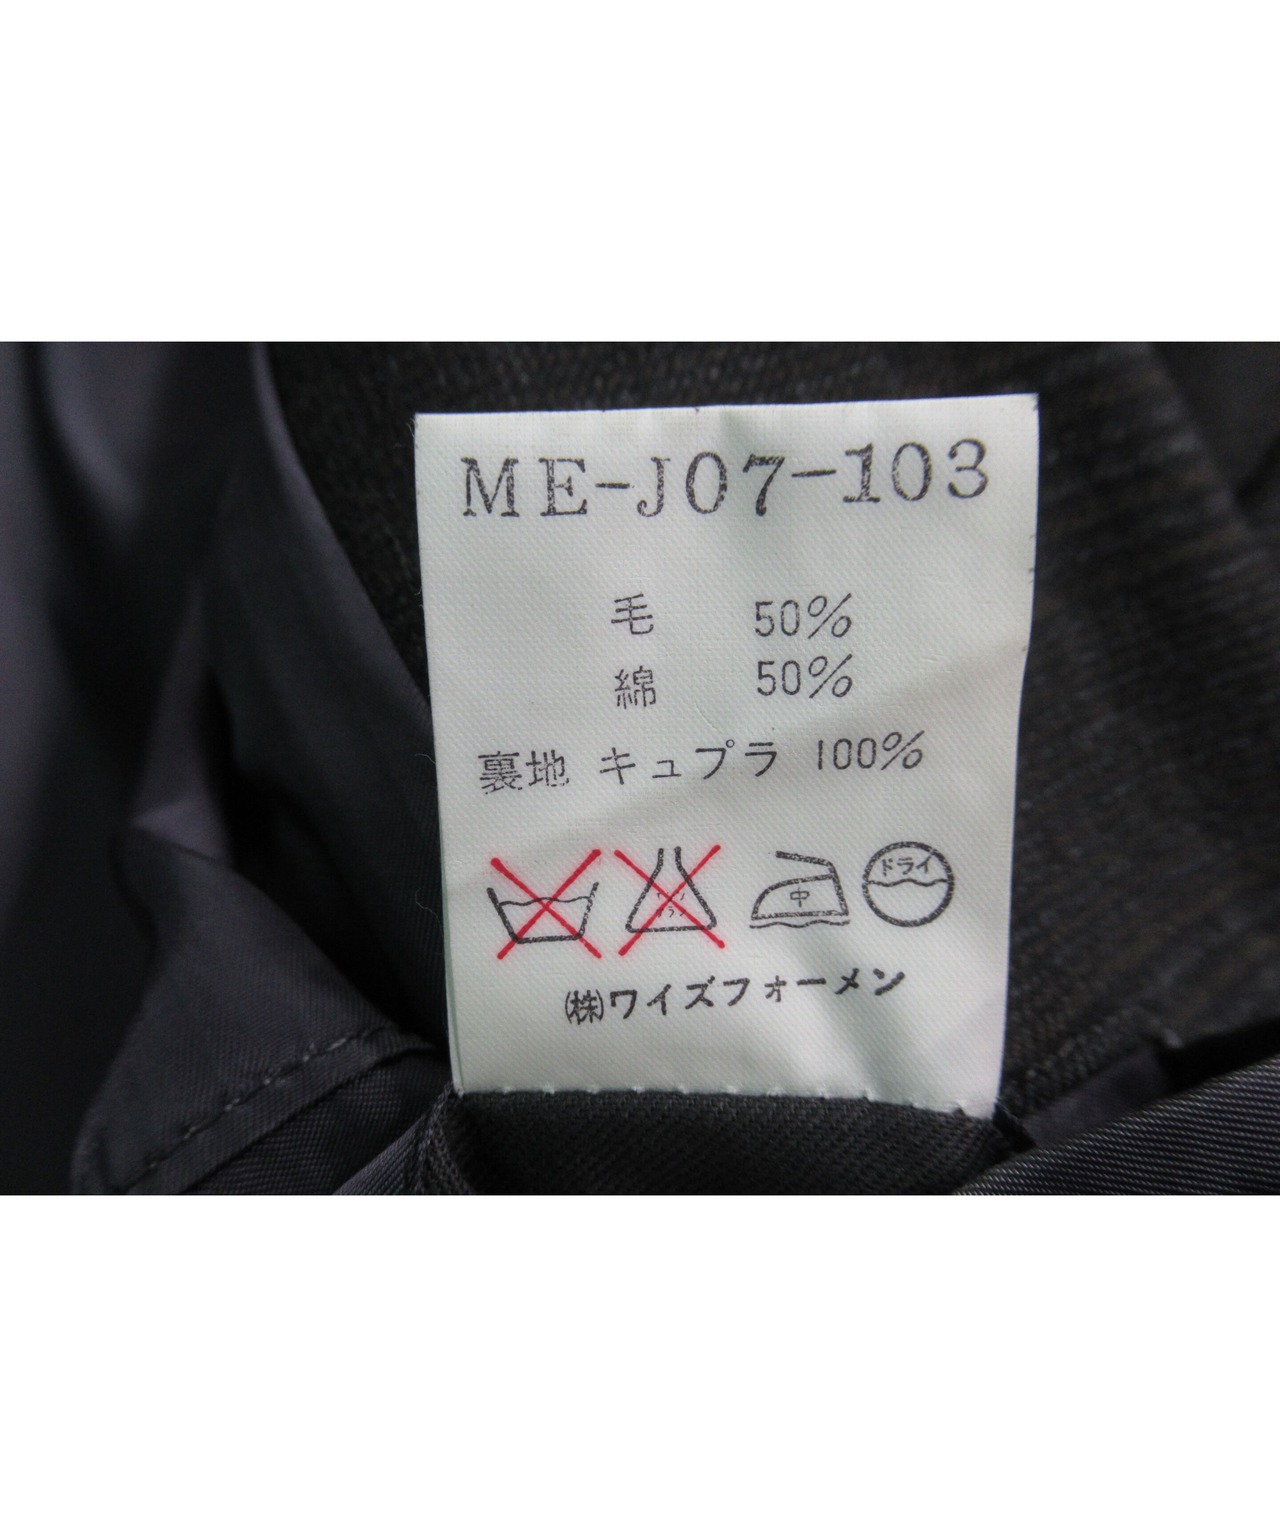 ME-J07-103
毛 50%
綿 50%
裏地 キュプラ 100%
中 ドライ
㈱ワイズフォーメン